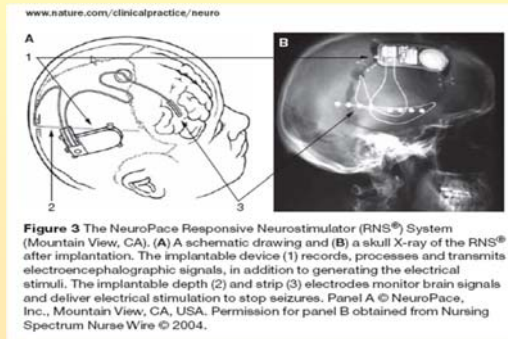 www.nature.com/clinicalpractice/neuro
A
B
1
2
3
Figure 3 The NeuroPace Responsive Neurostimulator (RNS®) System
(Mountain View, CA). (A) A schematic drawing and (B) a skull X-ray of the RNS®
after implantation. The implantable device (1) records, processes and transmits
electroencephalographic signals, in addition to generating the electrical
stimuli. The implantable depth (2) and strip (3) electrodes monitor brain signals
and deliver electrical stimulation to stop seizures. Panel A © NeuroPace,
Inc., Mountain View, CA, USA. Permission for panel B obtained from Nursing
Spectrum Nurse Wire © 2004.